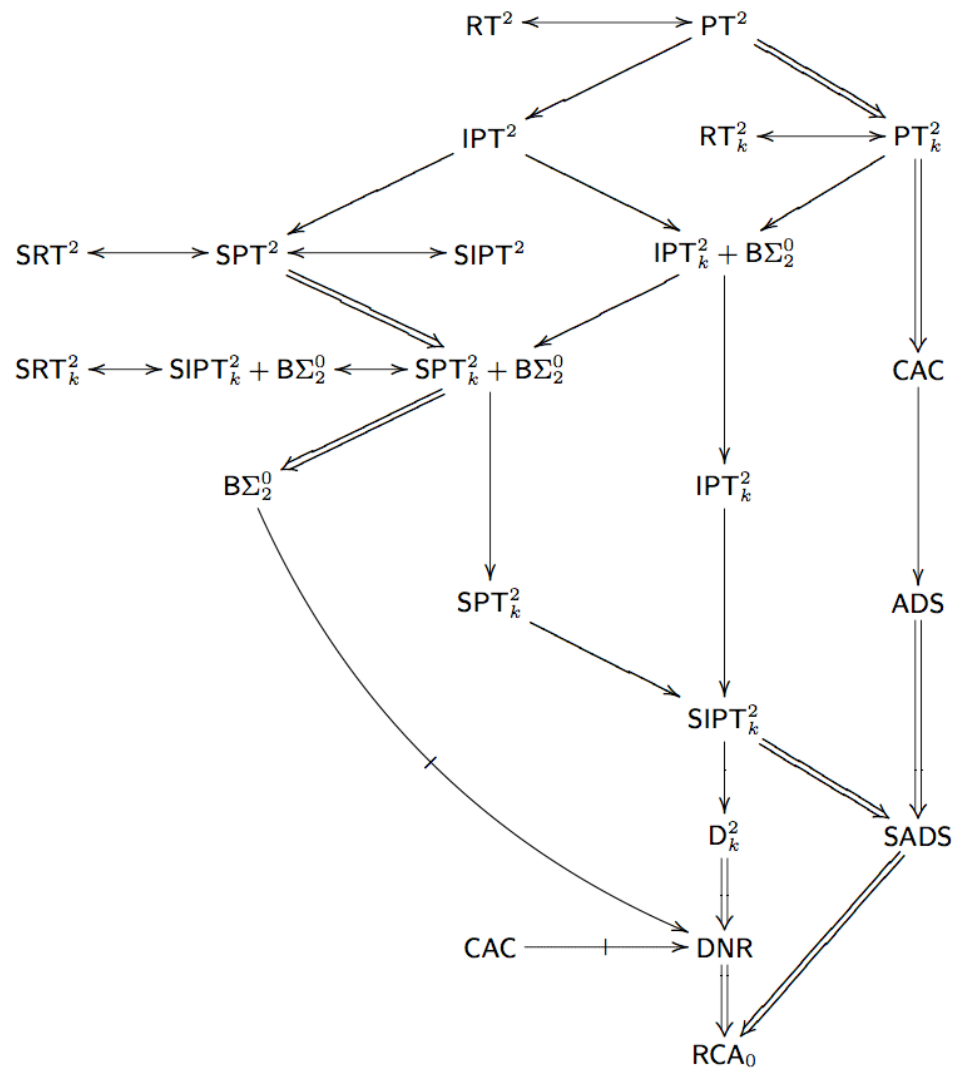 RT² PT²
IPT² RT²ₖ PT²ₖ
SRT² SPT² SIPT² IPT²ₖ + BΣ⁰₂
SRT²ₖ SIPT²ₖ + BΣ⁰₂ SPT²ₖ + BΣ⁰₂ CAC
BΣ⁰₂ IPT²ₖ
SPT²ₖ ADS
SIPT²ₖ
D²ₖ SADS
CAC DNR
RCA₀